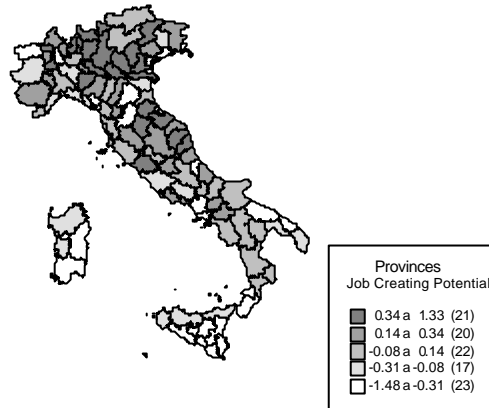 Provinces
Job Creating Potential
0.34 a 1.33 (21)
0.14 a 0.34 (20)
-0.08 a 0.14 (22)
-0.31 a -0.08 (17)
-1.48 a -0.31 (23)